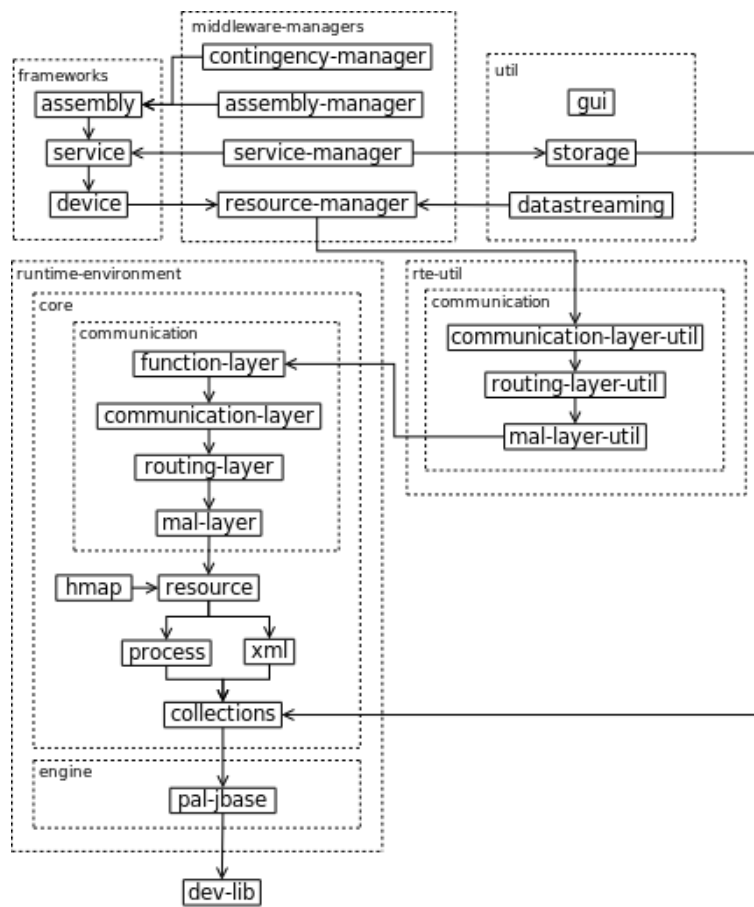 middleware-managers
contingency-manager
frameworks
util
assembly
assembly-manager
gui
service
service-manager
storage
device
resource-manager
datastreaming
runtime-environment
rte-util
core
communication
communication
function-layer
communication-layer-util
routing-layer-util
communication-layer
mal-layer-util
routing-layer
mal-layer
hmap
resource
process
xml
collections
engine
pal-jbase
dev-lib